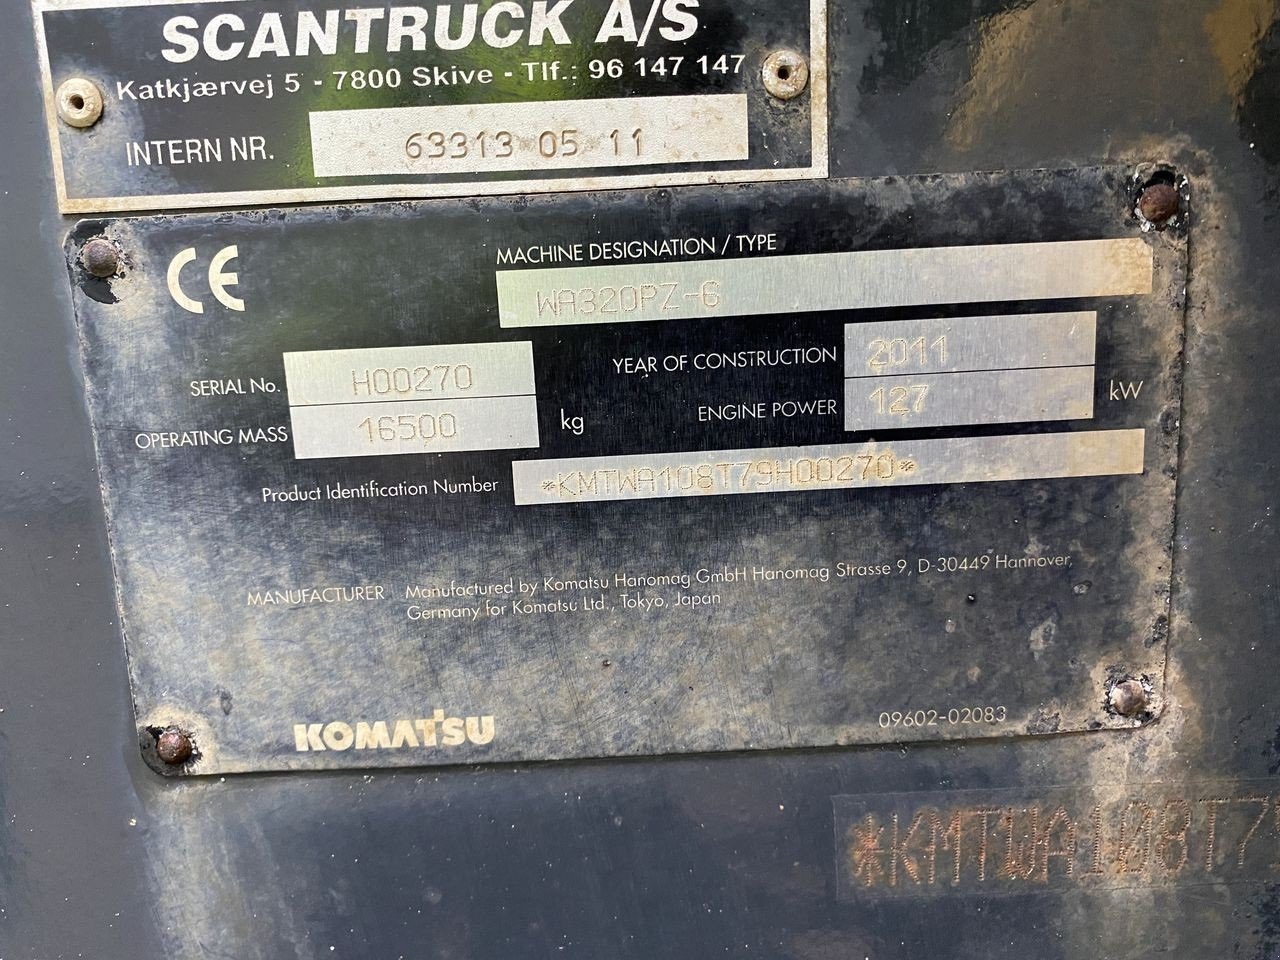 SCANTRUCK A/S
Katkjærvej 5 - 7800 Skive - Tlf.: 96 147 147
INTERN NR. 63313 05 11
CE
MACHINE DESIGNATION / TYPE
WA320PZ-6
SERIAL No. H00270
YEAR OF CONSTRUCTION 2011
OPERATING MASS 16500 kg
ENGINE POWER 127 kW
Product Identification Number *KMTWA108T79H00270*
MANUFACTURER Manufactured by Komatsu Hanomag GmbH Hanomag Strasse 9, D-30449 Hannover,
Germany for Komatsu Ltd., Tokyo, Japan
KOMATSU
09602-02083
*KMTWA108T7